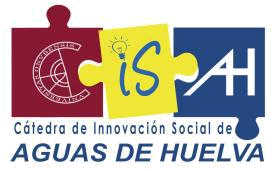 iS
AH
Cátedra de Innovación Social de
AGUAS DE HUELVA